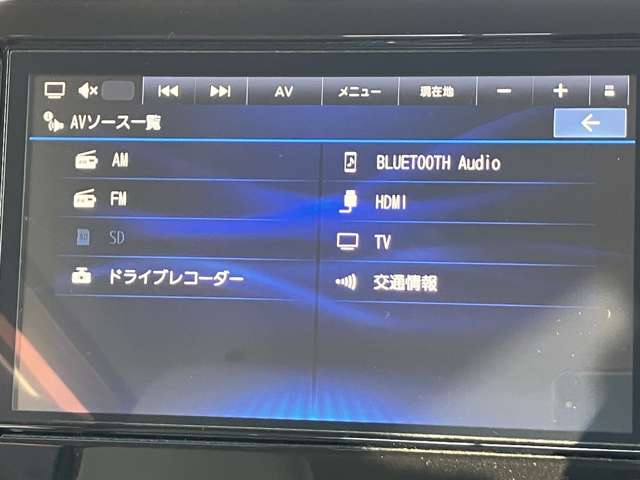 AV メニュー 現在地
AVソース一覧
AM
FM
SD
ドライブレコーダー
BLUETOOTH Audio
HDMI
TV
交通情報